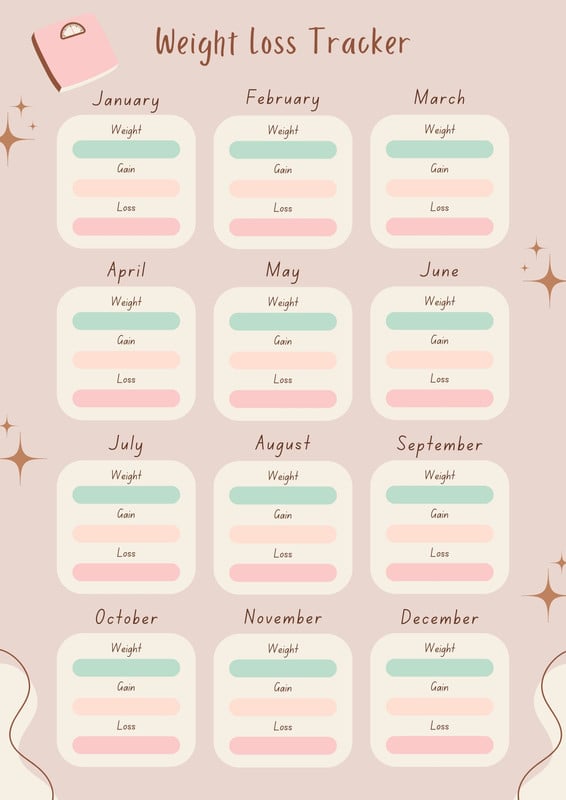 Weight Loss Tracker
January February March
Weight Weight Weight
Gain Gain Gain
Loss Loss Loss
April May June
Weight Weight Weight
Gain Gain Gain
Loss Loss Loss
July August September
Weight Weight Weight
Gain Gain Gain
Loss Loss Loss
October November December
Weight Weight Weight
Gain Gain Gain
Loss Loss Loss